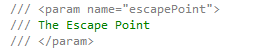 /// <param name="escapePoint">
/// The Escape Point
/// </param>